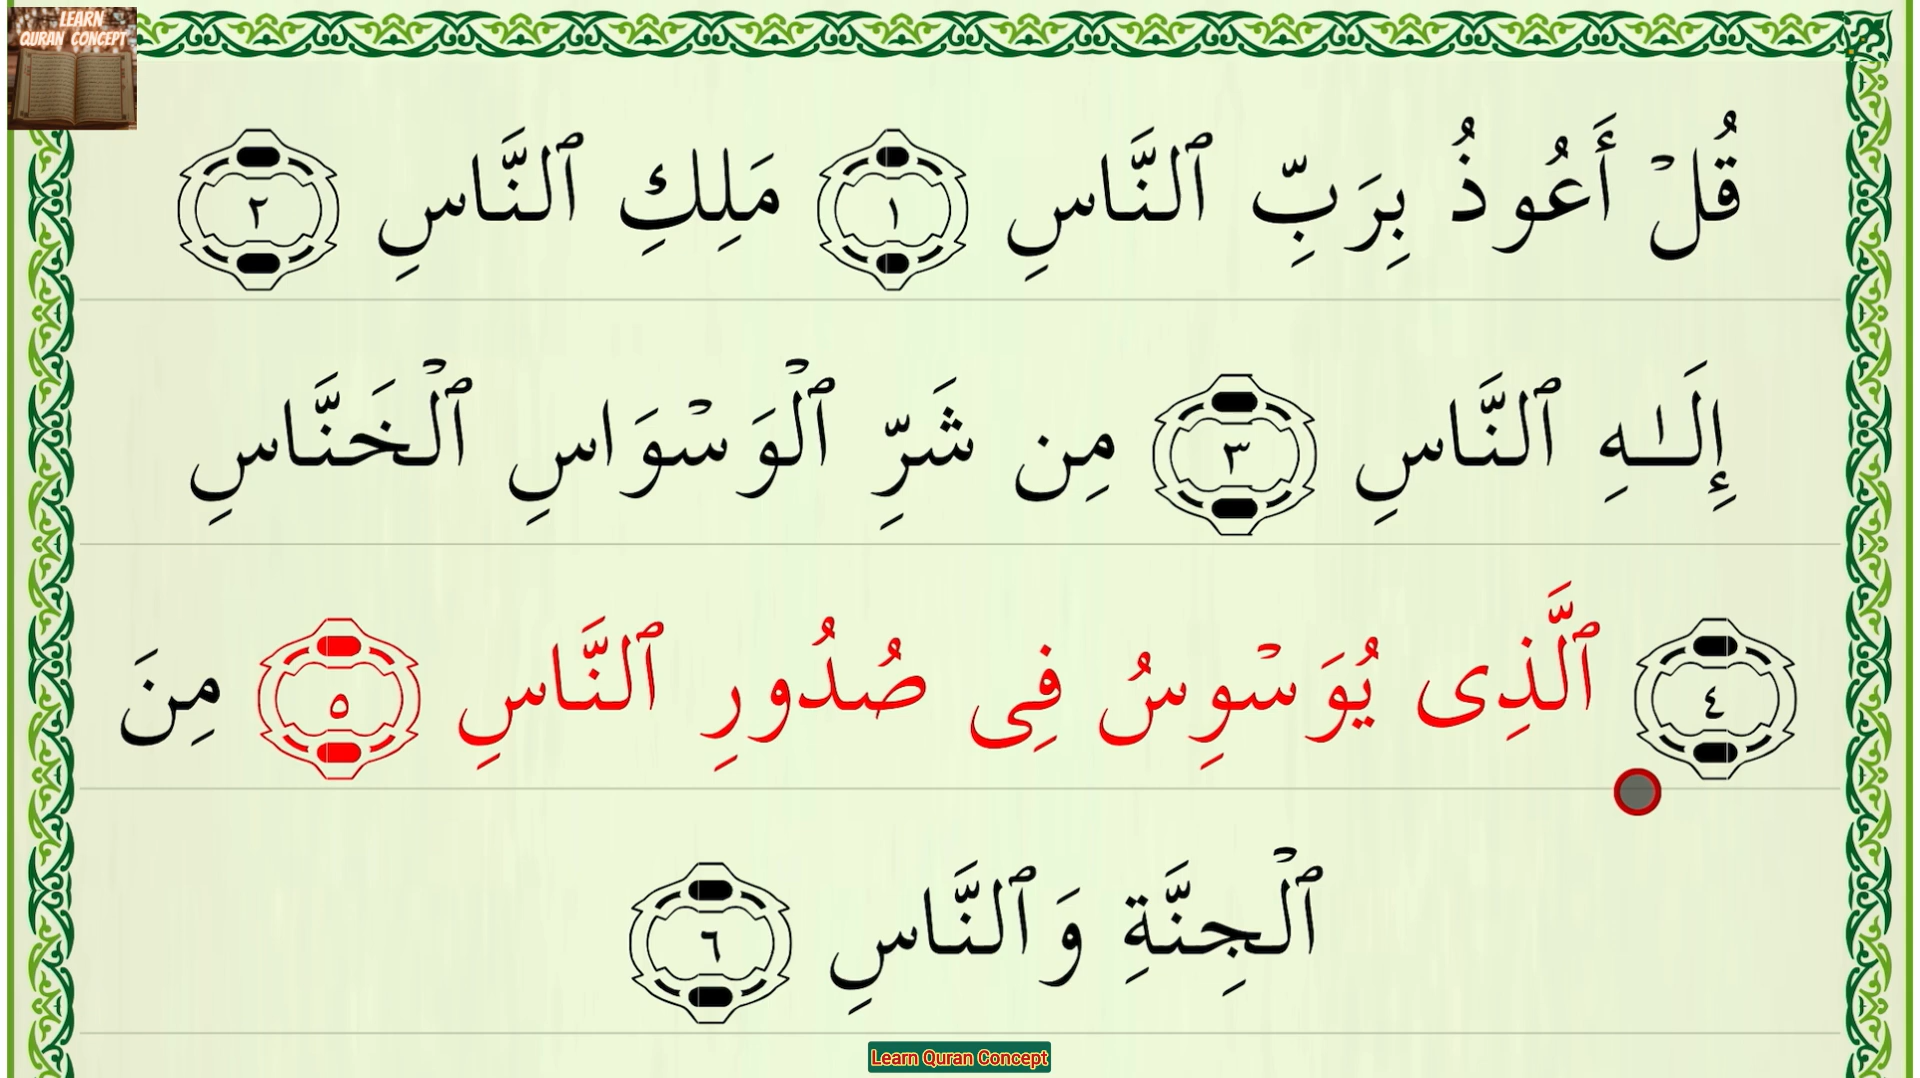 LEARN
QURAN CONCEPT
قُلۡ أَعُوذُ بِرَبِّ ٱلنَّاسِ ١ مَلِكِ ٱلنَّاسِ ٢
إِلَـٰهِ ٱلنَّاسِ ٣ مِن شَرِّ ٱلۡوَسۡوَاسِ ٱلۡخَنَّاسِ
٤ ٱلَّذِی یُوَسۡوِسُ فِی صُدُورِ ٱلنَّاسِ ٥ مِنَ
ٱلۡجِنَّةِ وَٱلنَّاسِ ٦
Learn Quran Concept